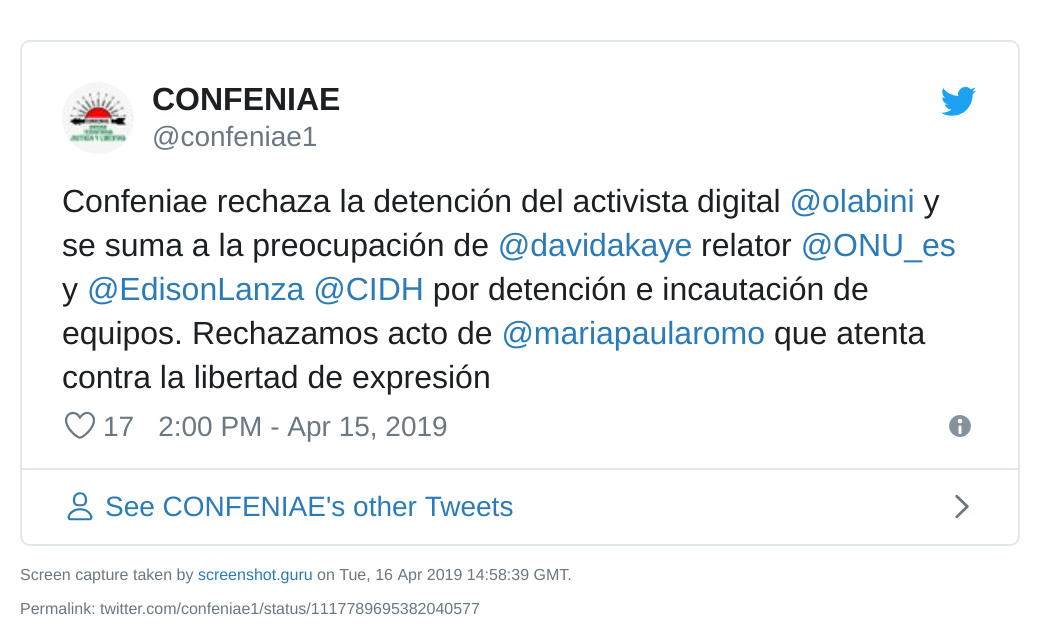 CONFENIAE
@confeniae1
Confeniae rechaza la detención del activista digital @olabini y
se suma a la preocupación de @davidakaye relator @ONU_es
y @EdisonLanza @CIDH por detención e incautación de
equipos. Rechazamos acto de @mariapaularomo que atenta
contra la libertad de expresión
17 2:00 PM - Apr 15, 2019
See CONFENIAE's other Tweets
Screen capture taken by screenshot.guru on Tue, 16 Apr 2019 14:58:39 GMT.
Permalink: twitter.com/confeniae1/status/1117789695382040577